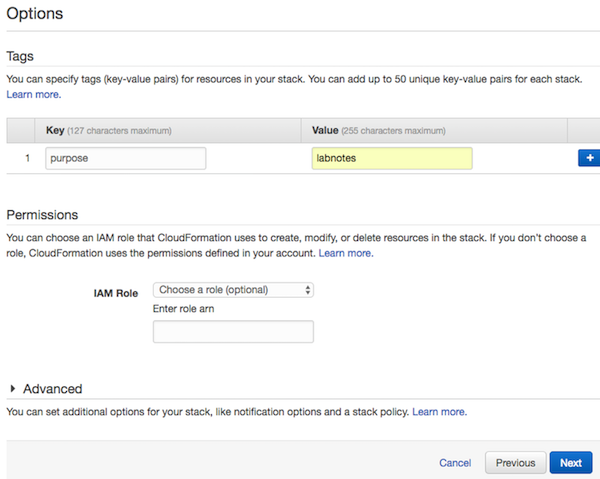 Options
Tags
You can specify tags (key-value pairs) for resources in your stack. You can add up to 50 unique key-value pairs for each stack.
Learn more.
Key (127 characters maximum) Value (255 characters maximum)
1 purpose labnotes +
Permissions
You can choose an IAM role that CloudFormation uses to create, modify, or delete resources in the stack. If you don't choose a
role, CloudFormation uses the permissions defined in your account. Learn more.
IAM Role Choose a role (optional)
Enter role arn
Advanced
You can set additional options for your stack, like notification options and a stack policy. Learn more.
Cancel Previous Next